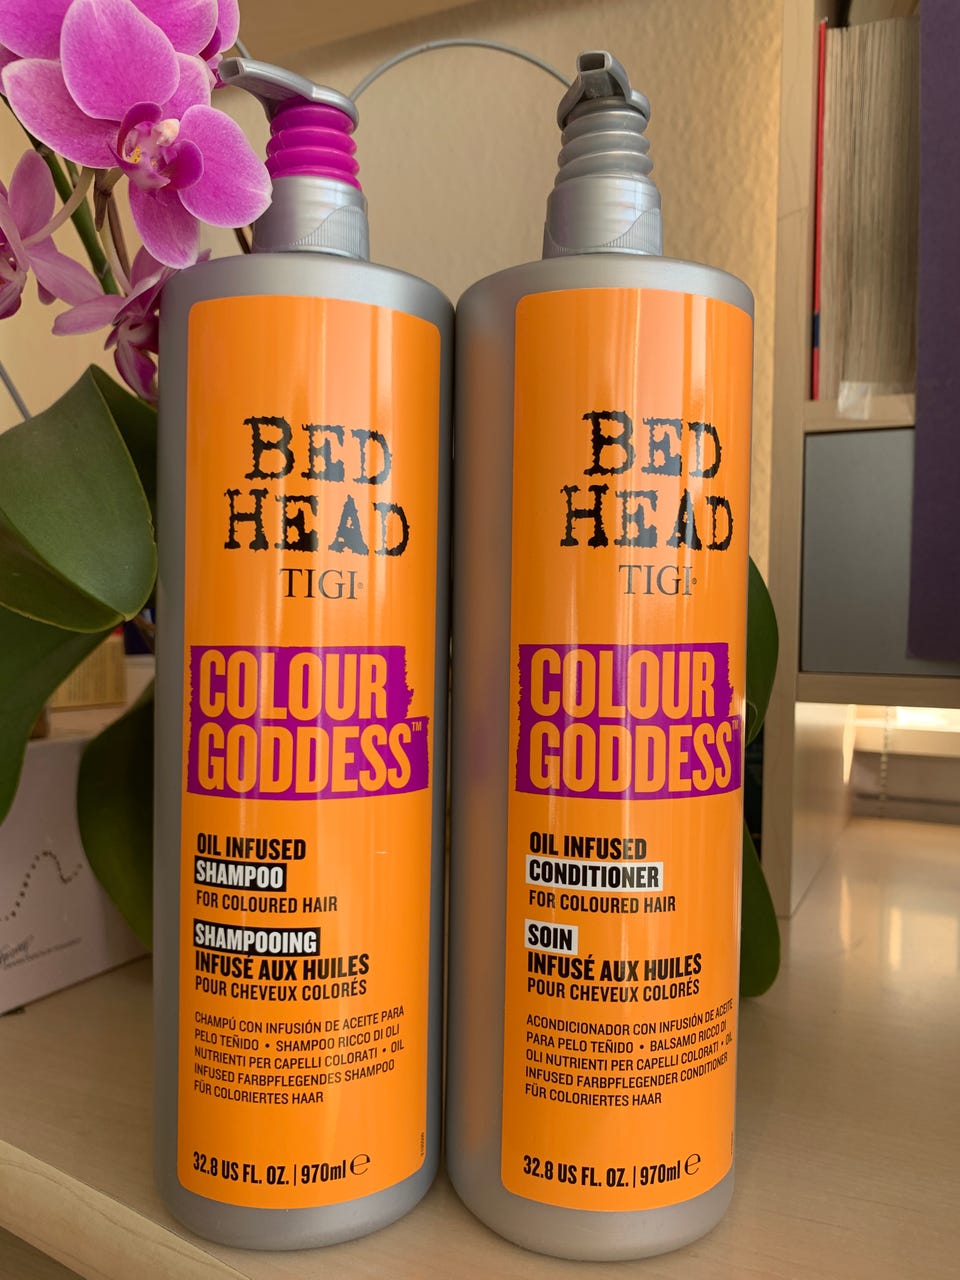 BED
HEAD
TIGI®
COLOUR
GODDESS™
OIL INFUSED
SHAMPOO
FOR COLOURED HAIR
SHAMPOOING
INFUSÉ AUX HUILES
POUR CHEVEUX COLORÉS
CHAMPÚ CON INFUSIÓN DE ACEITE PARA
PELO TEÑIDO • SHAMPOO RICCO DI OLI
NUTRIENTI PER CAPELLI COLORATI • OIL
INFUSED FARBPFLEGENDES SHAMPOO
FÜR COLORIERTES HAAR
32.8 US FL. OZ. | 970ml ℮
BED
HEAD
TIGI®
COLOUR
GODDESS™
OIL INFUSED
CONDITIONER
FOR COLOURED HAIR
SOIN
INFUSÉ AUX HUILES
POUR CHEVEUX COLORÉS
ACONDICIONADOR CON INFUSIÓN DE ACEITE
PARA PELO TEÑIDO • BALSAMO RICCO DI
OLI NUTRIENTI PER CAPELLI COLORATI • OIL
INFUSED FARBPFLEGENDER CONDITIONER
FÜR COLORIERTES HAAR
32.8 US FL. OZ. | 970ml ℮